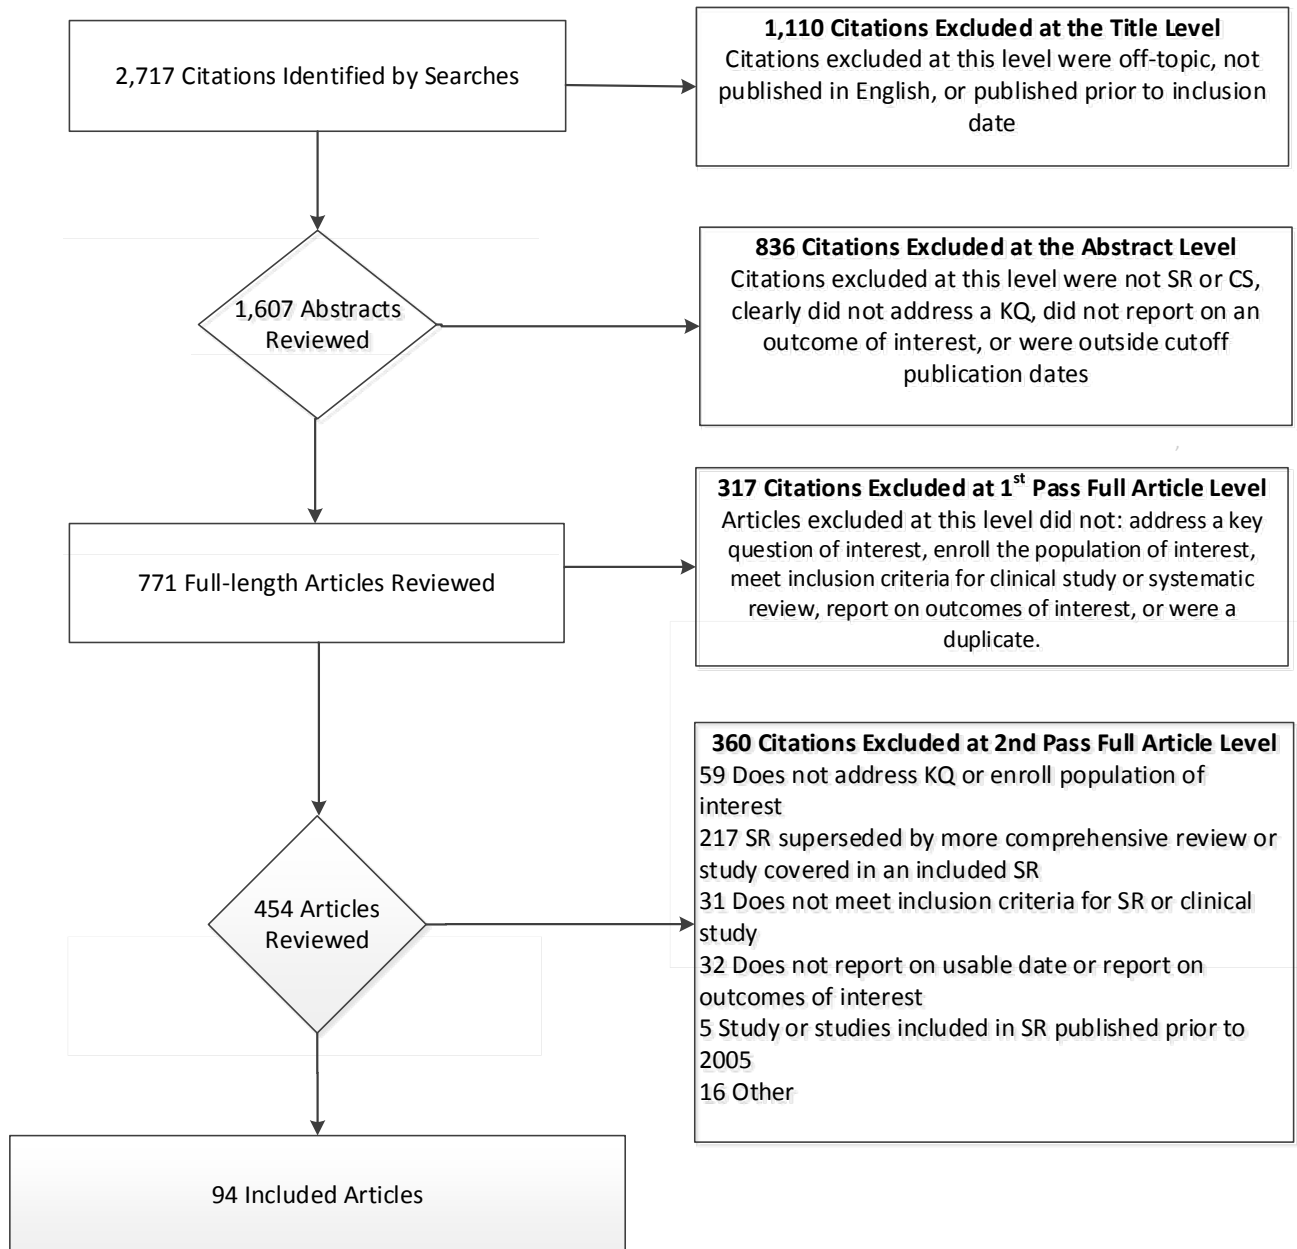 2,717 Citations Identified by Searches
1,110 Citations Excluded at the Title Level
Citations excluded at this level were off-topic, not
published in English, or published prior to inclusion
date
1,607 Abstracts
Reviewed
836 Citations Excluded at the Abstract Level
Citations excluded at this level were not SR or CS,
clearly did not address a KQ, did not report on an
outcome of interest, or were outside cutoff
publication dates
771 Full-length Articles Reviewed
317 Citations Excluded at 1st Pass Full Article Level
Articles excluded at this level did not: address a key
question of interest, enroll the population of interest,
meet inclusion criteria for clinical study or systematic
review, report on outcomes of interest, or were a
duplicate.
454 Articles
Reviewed
360 Citations Excluded at 2nd Pass Full Article Level
59 Does not address KQ or enroll population of
interest
217 SR superseded by more comprehensive review or
study covered in an included SR
31 Does not meet inclusion criteria for SR or clinical
study
32 Does not report on usable date or report on
outcomes of interest
5 Study or studies included in SR published prior to
2005
16 Other
94 Included Articles